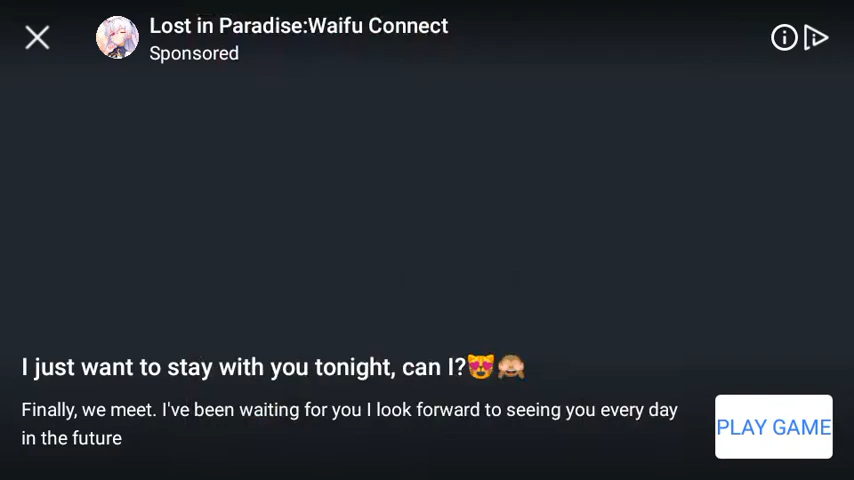 Lost in Paradise:Waifu Connect
Sponsored
I just want to stay with you tonight, can I?😻🙈
Finally, we meet. I've been waiting for you I look forward to seeing you every day
in the future
PLAY GAME